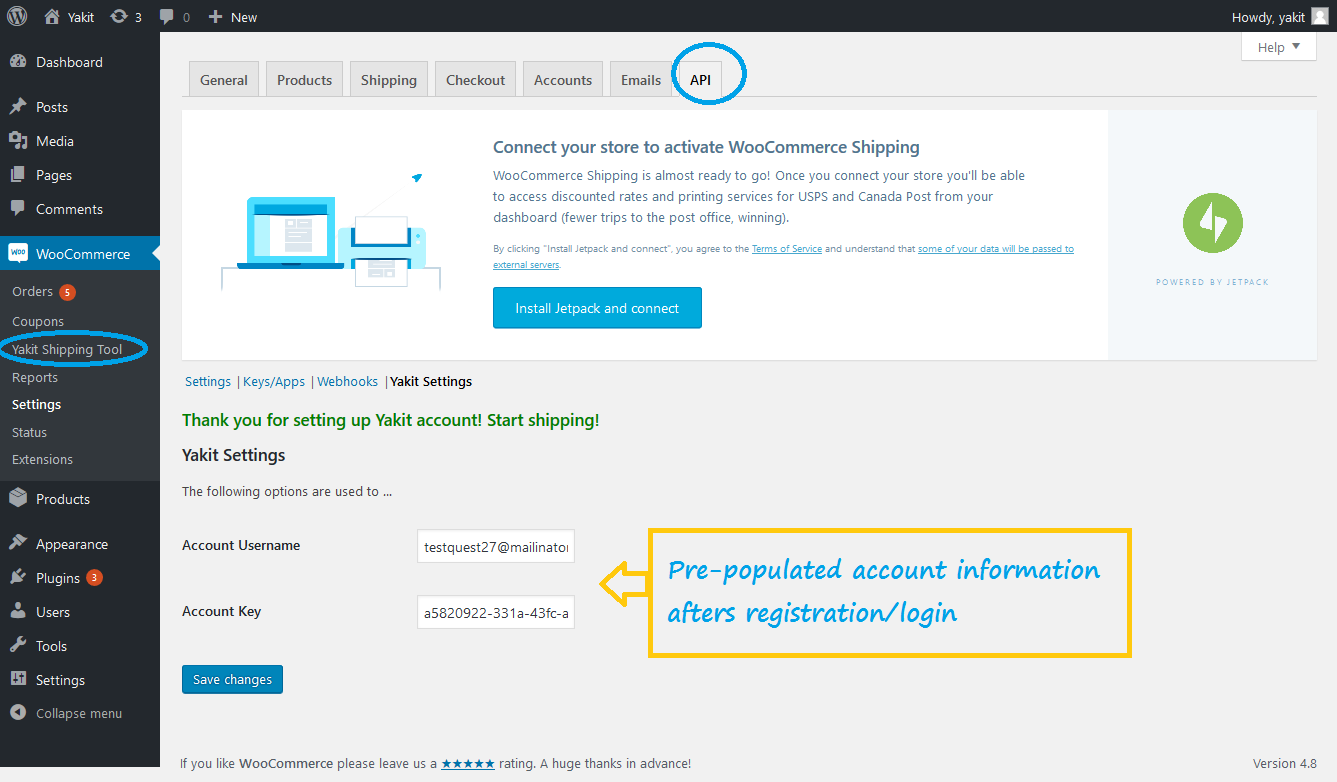 Yakit 3 0 New Howdy, yakit
Help
Dashboard
Posts
Media
Pages
Comments
WOO WooCommerce
Orders 5
Coupons
Yakit Shipping Tool
Reports
Settings
Status
Extensions
Products
Appearance
Plugins 3
Users
Tools
Settings
Collapse menu
General Products Shipping Checkout Accounts Emails API
Connect your store to activate WooCommerce Shipping
WooCommerce Shipping is almost ready to go! Once you connect your store you'll be able
to access discounted rates and printing services for USPS and Canada Post from your
dashboard (fewer trips to the post office, winning).
By clicking "Install Jetpack and connect", you agree to the Terms of Service and understand that some of your data will be passed to
external servers.
Install Jetpack and connect
POWERED BY JETPACK
Settings | Keys/Apps | Webhooks | Yakit Settings
Thank you for setting up Yakit account! Start shipping!
Yakit Settings
The following options are used to ...
Account Username testquest27@mailinator
Account Key a5820922-331a-43fc-a
Pre-populated account information
afters registration/login
Save changes
If you like WooCommerce please leave us a ★★★★★ rating. A huge thanks in advance! Version 4.8